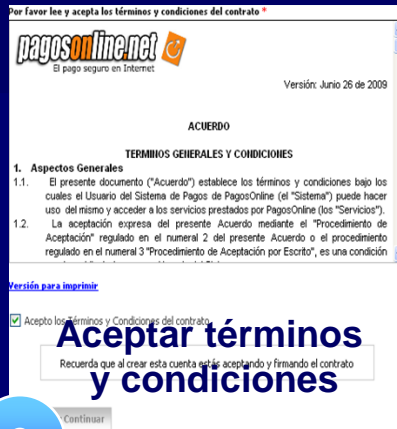 Por favor lee y acepta los términos y condiciones del contrato *
pagosonline.net
El pago seguro en Internet
Versión: Junio 26 de 2009
ACUERDO
TERMINOS GENERALES Y CONDICIONES
1. Aspectos Generales
1.1. El presente documento ("Acuerdo") establece los términos y condiciones bajo los
cuales el Usuario del Sistema de Pagos de PagosOnline (el "Sistema") puede hacer
uso del mismo y acceder a los servicios prestados por PagosOnline (los "Servicios").
1.2. La aceptación expresa del presente Acuerdo mediante el "Procedimiento de
Aceptación" regulado en el numeral 2 del presente Acuerdo o el procedimiento
regulado en el numeral 3 "Procedimiento de Aceptación por Escrito", es una condición
Versión para imprimir
Acepto los Términos y Condiciones del contrato
Aceptar términos
Recuerda que al crear esta cuenta estás aceptando y firmando el contrato
y condiciones
Continuar